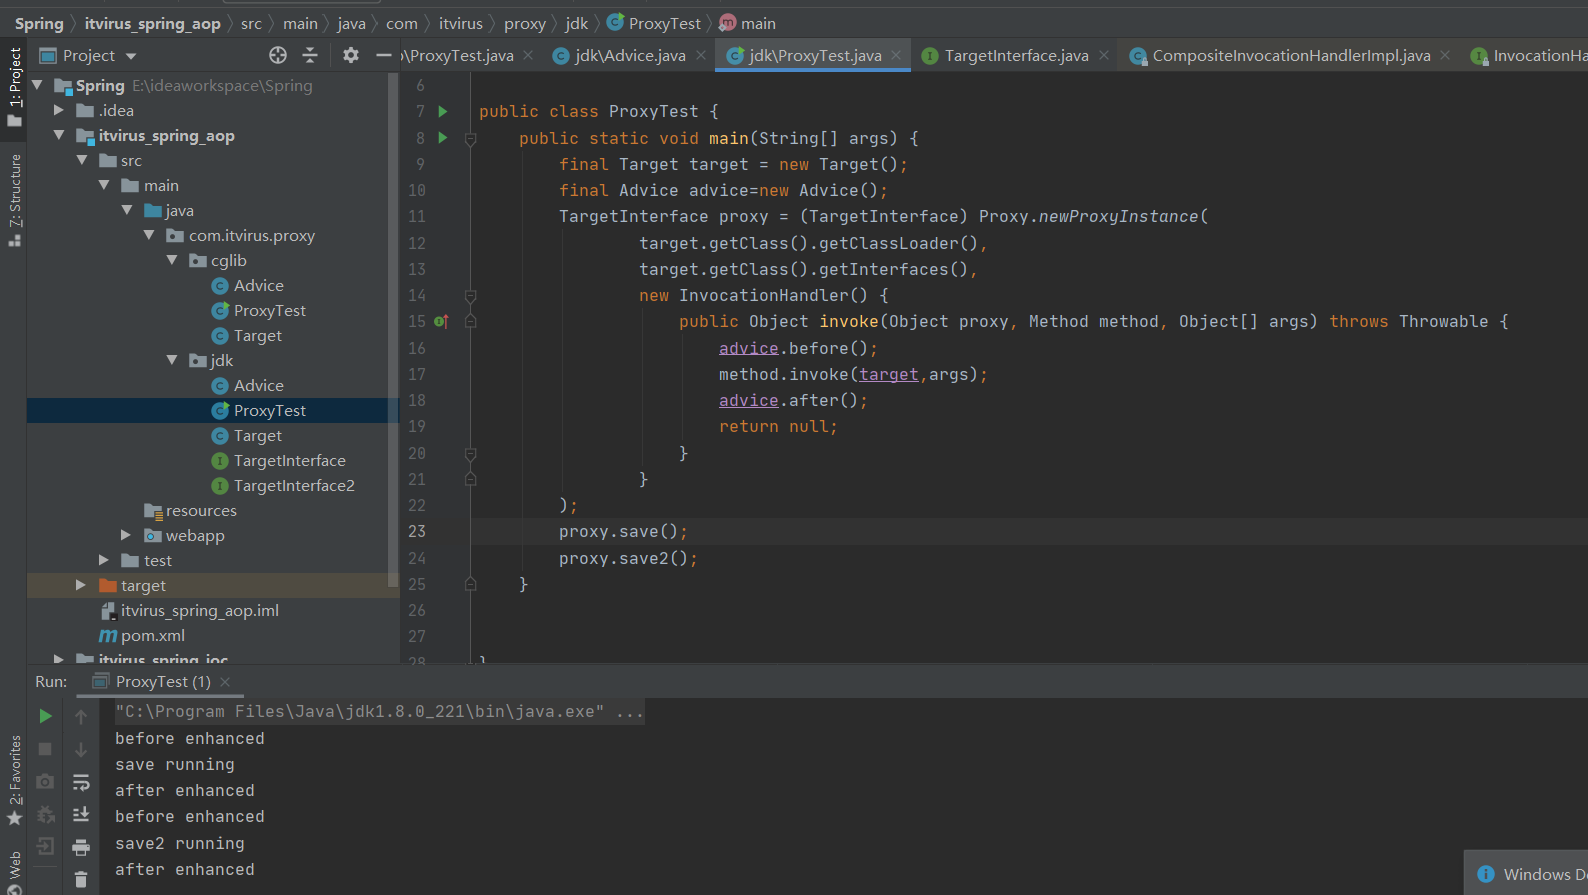 Spring itvirus_spring_aop src main java com itvirus proxy jdk ProxyTest main
Project
\ProxyTest.java jdk\Advice.java jdk\ProxyTest.java TargetInterface.java CompositeInvocationHandlerImpl.java InvocationHa
1: Project
7: Structure
2: Favorites
Web
Spring E:\ideaworkspace\Spring
.idea
itvirus_spring_aop
src
main
java
com.itvirus.proxy
cglib
Advice
ProxyTest
Target
jdk
Advice
ProxyTest
Target
TargetInterface
TargetInterface2
resources
webapp
test
target
itvirus_spring_aop.iml
pom.xml
itvirus_spring_ioc
6
7 public class ProxyTest {
8 public static void main(String[] args) {
9 final Target target = new Target();
10 final Advice advice=new Advice();
11 TargetInterface proxy = (TargetInterface) Proxy.newProxyInstance(
12 target.getClass().getClassLoader(),
13 target.getClass().getInterfaces(),
14 new InvocationHandler() {
15 public Object invoke(Object proxy, Method method, Object[] args) throws Throwable {
16 advice.before();
17 method.invoke(target,args);
18 advice.after();
19 return null;
20 }
21 }
22 );
23 proxy.save();
24 proxy.save2();
25 }
26
27
28 }
Run: ProxyTest (1)
"C:\Program Files\Java\jdk1.8.0_221\bin\java.exe" ...
before enhanced
save running
after enhanced
before enhanced
save2 running
after enhanced
Windows De